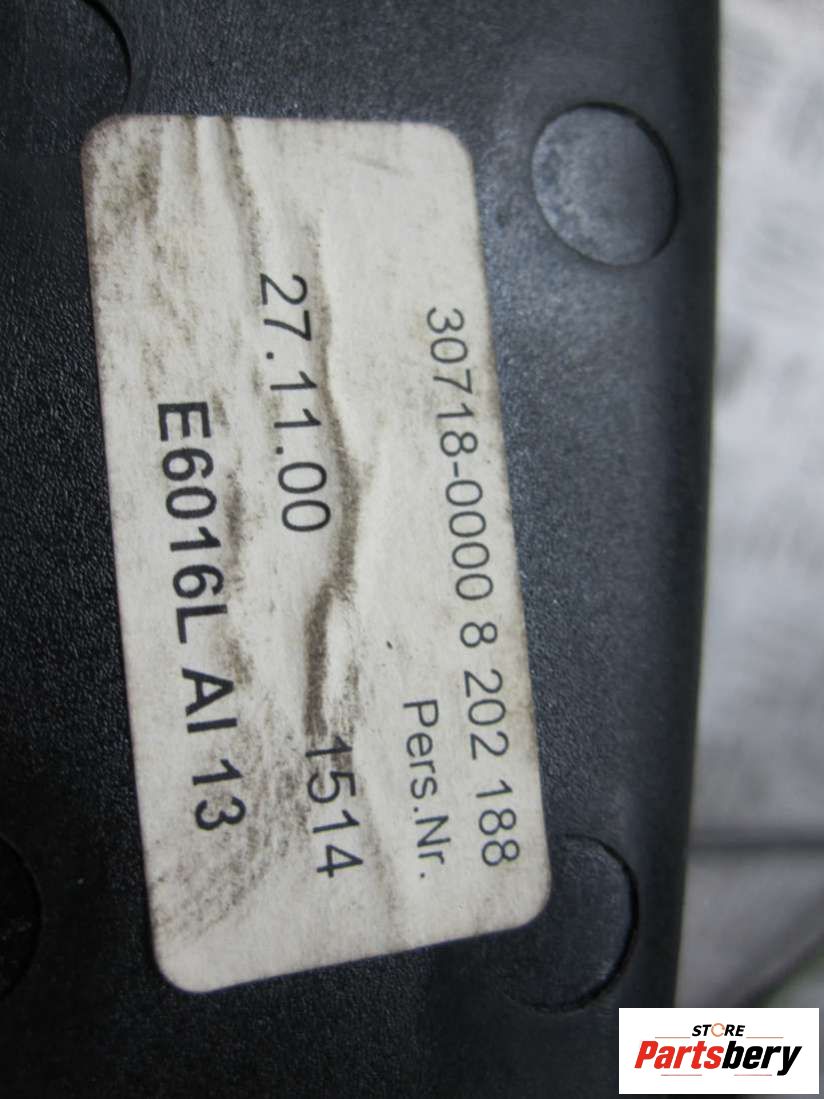 30718-0000 8 202 188
Pers.Nr.
27.11.00 1514
E6016L AI 13
STORE
Partsbery